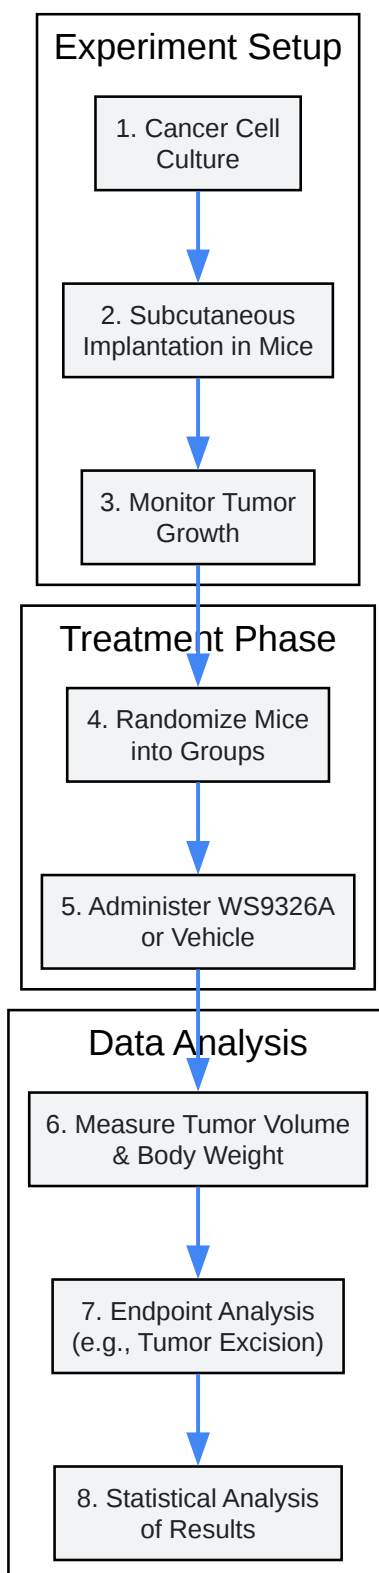 Experiment Setup
1. Cancer Cell
Culture
2. Subcutaneous
Implantation in Mice
3. Monitor Tumor
Growth
Treatment Phase
4. Randomize Mice
into Groups
5. Administer WS9326A
or Vehicle
Data Analysis
6. Measure Tumor Volume
& Body Weight
7. Endpoint Analysis
(e.g., Tumor Excision)
8. Statistical Analysis
of Results